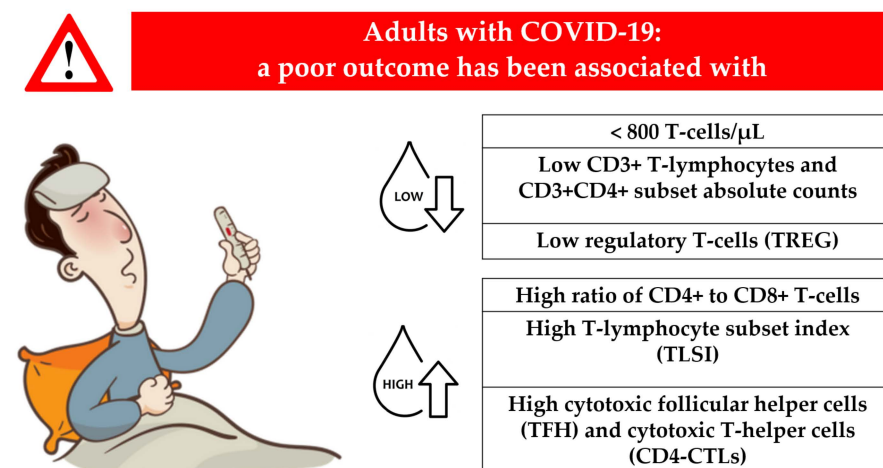 Adults with COVID-19:
a poor outcome has been associated with
LOW
< 800 T-cells/µL
Low CD3+ T-lymphocytes and
CD3+CD4+ subset absolute counts
Low regulatory T-cells (TREG)
HIGH
High ratio of CD4+ to CD8+ T-cells
High T-lymphocyte subset index
(TLSI)
High cytotoxic follicular helper cells
(TFH) and cytotoxic T-helper cells
(CD4-CTLs)